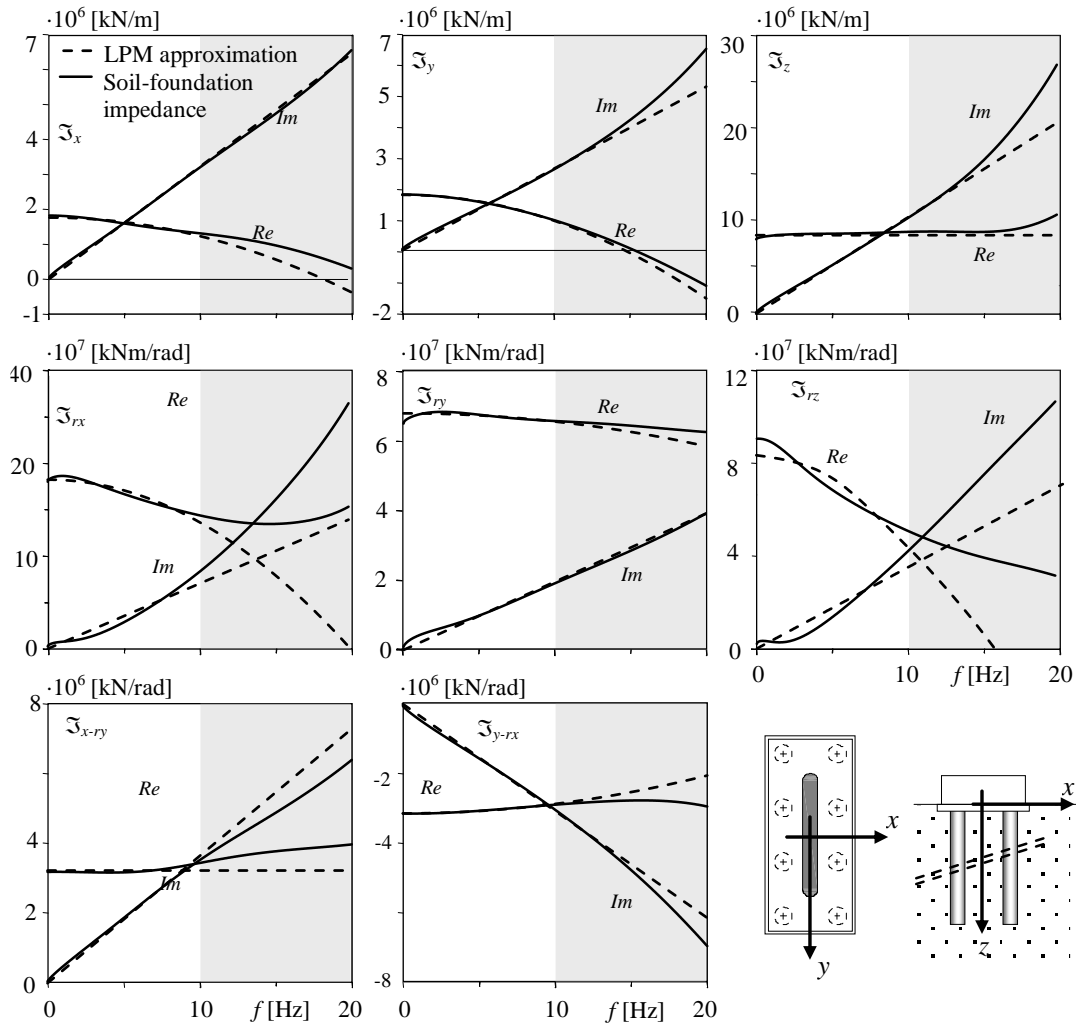 ·10⁶ [kN/m]
7
4
2
0
-1
LPM approximation
Soil-foundation
impedance
ℑx
Im
Re
·10⁶ [kN/m]
7
5
3
1
-2
ℑy
Im
Re
·10⁶ [kN/m]
30
20
10
0
ℑz
Im
Re
·10⁷ [kNm/rad]
40
20
10
0
ℑrx
Re
Im
·10⁷ [kNm/rad]
8
6
4
2
0
ℑry
Re
Im
·10⁷ [kNm/rad]
12
8
4
0
ℑrz
Im
Re
0 10 f [Hz] 20
·10⁶ [kN/rad]
8
4
0
ℑx-ry
Re
Im
0 10 f [Hz] 20
·10⁶ [kN/rad]
-2
-4
-8
ℑy-rx
Re
Im
0 10 f [Hz] 20
x
y
x
z